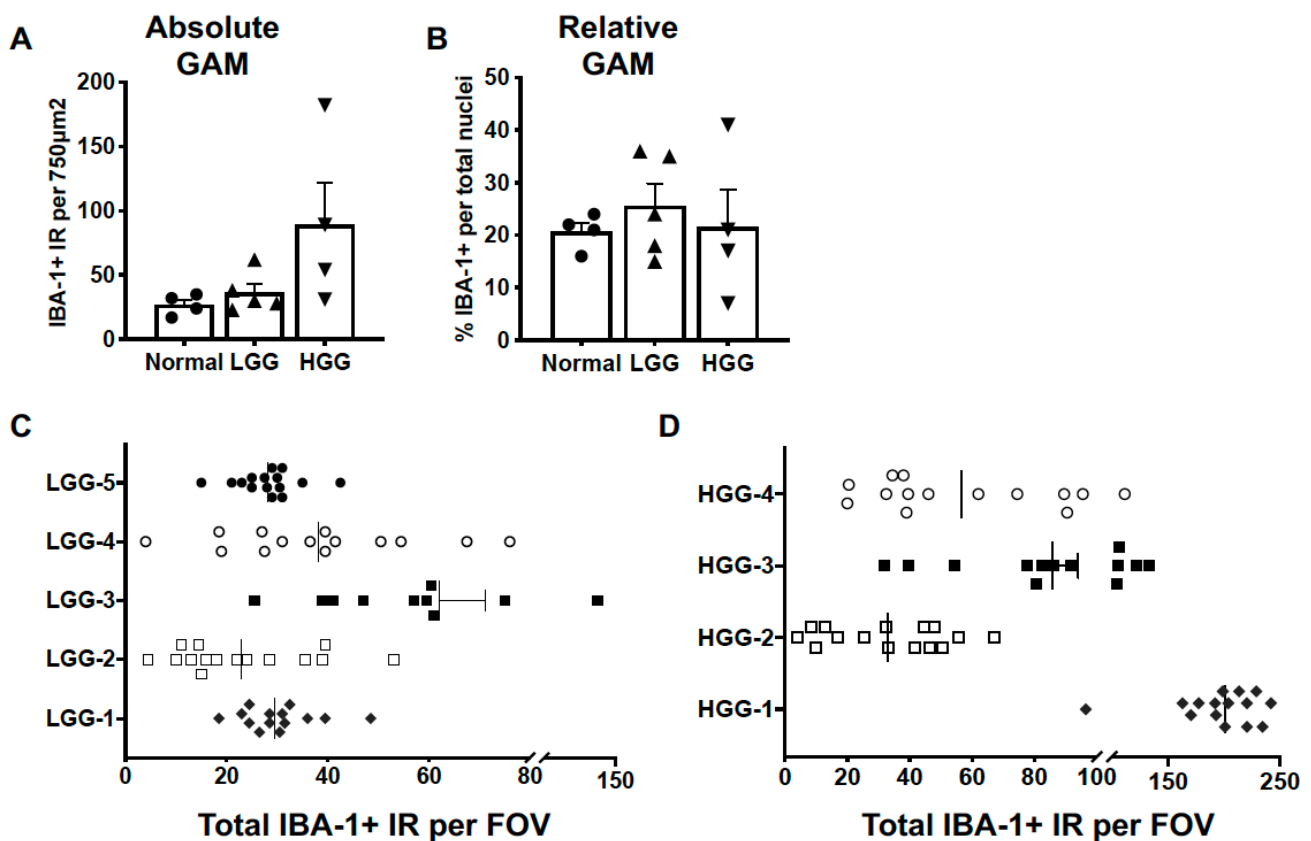 A
Absolute
GAM
IBA-1+ IR per 750μm2
200
150
100
50
0
Normal LGG HGG
B
Relative
GAM
% IBA-1+ per total nuclei
50
40
30
20
10
0
Normal LGG HGG
C
LGG-5
LGG-4
LGG-3
LGG-2
LGG-1
0 20 40 60 80 150
Total IBA-1+ IR per FOV
D
HGG-4
HGG-3
HGG-2
HGG-1
0 20 40 60 80 100 150 250
Total IBA-1+ IR per FOV